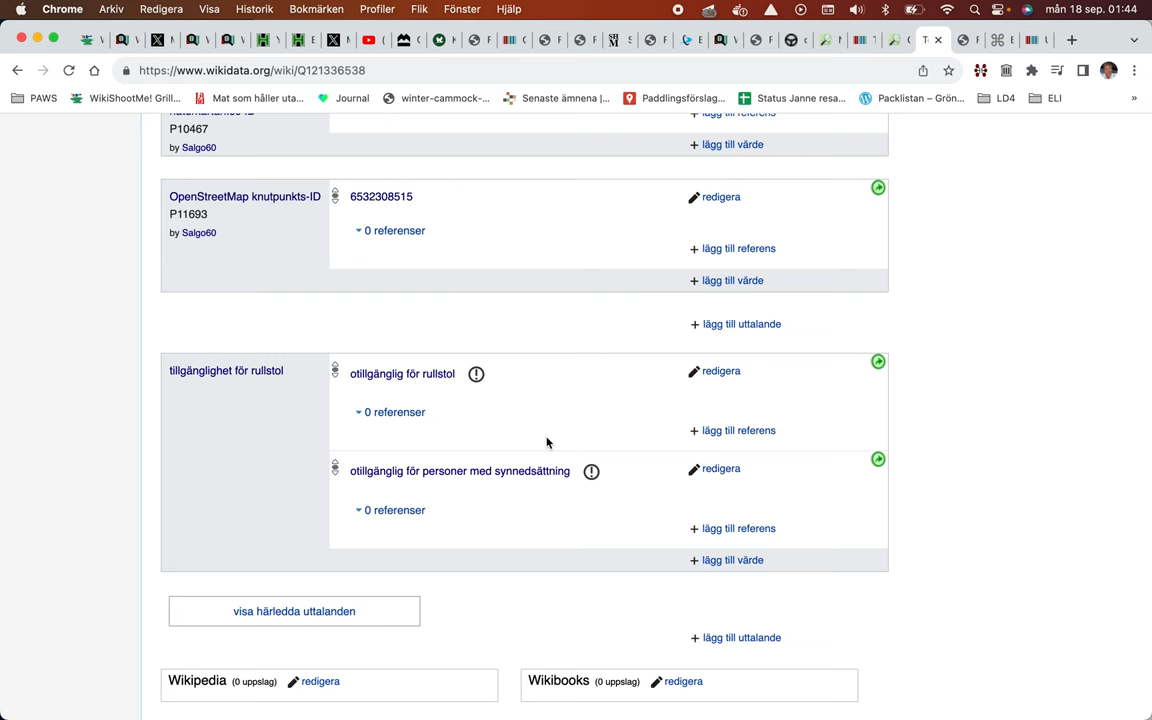 Chrome Arkiv Redigera Visa Historik Bokmärken Profiler Flik Fönster Hjälp mån 18 sep. 01:44
https://www.wikidata.org/wiki/Q121336538
PAWS WikiShootMe! Grill... Mat som håller uta... Journal winter-cammock-... Senaste ämnena |... Paddlingsförslag... Status Janne resa... Packlistan – Grön... LD4 ELI »
P10467
by Salgo60
+ lägg till värde
OpenStreetMap knutpunkts-ID 6532308515 redigera
P11693
by Salgo60 0 referenser
+ lägg till referens
+ lägg till värde
+ lägg till uttalande
tillgänglighet för rullstol otillgänglig för rullstol redigera
0 referenser
+ lägg till referens
otillgänglig för personer med synnedsättning redigera
0 referenser
+ lägg till referens
+ lägg till värde
visa härledda uttalanden
+ lägg till uttalande
Wikipedia (0 uppslag) redigera Wikibooks (0 uppslag) redigera